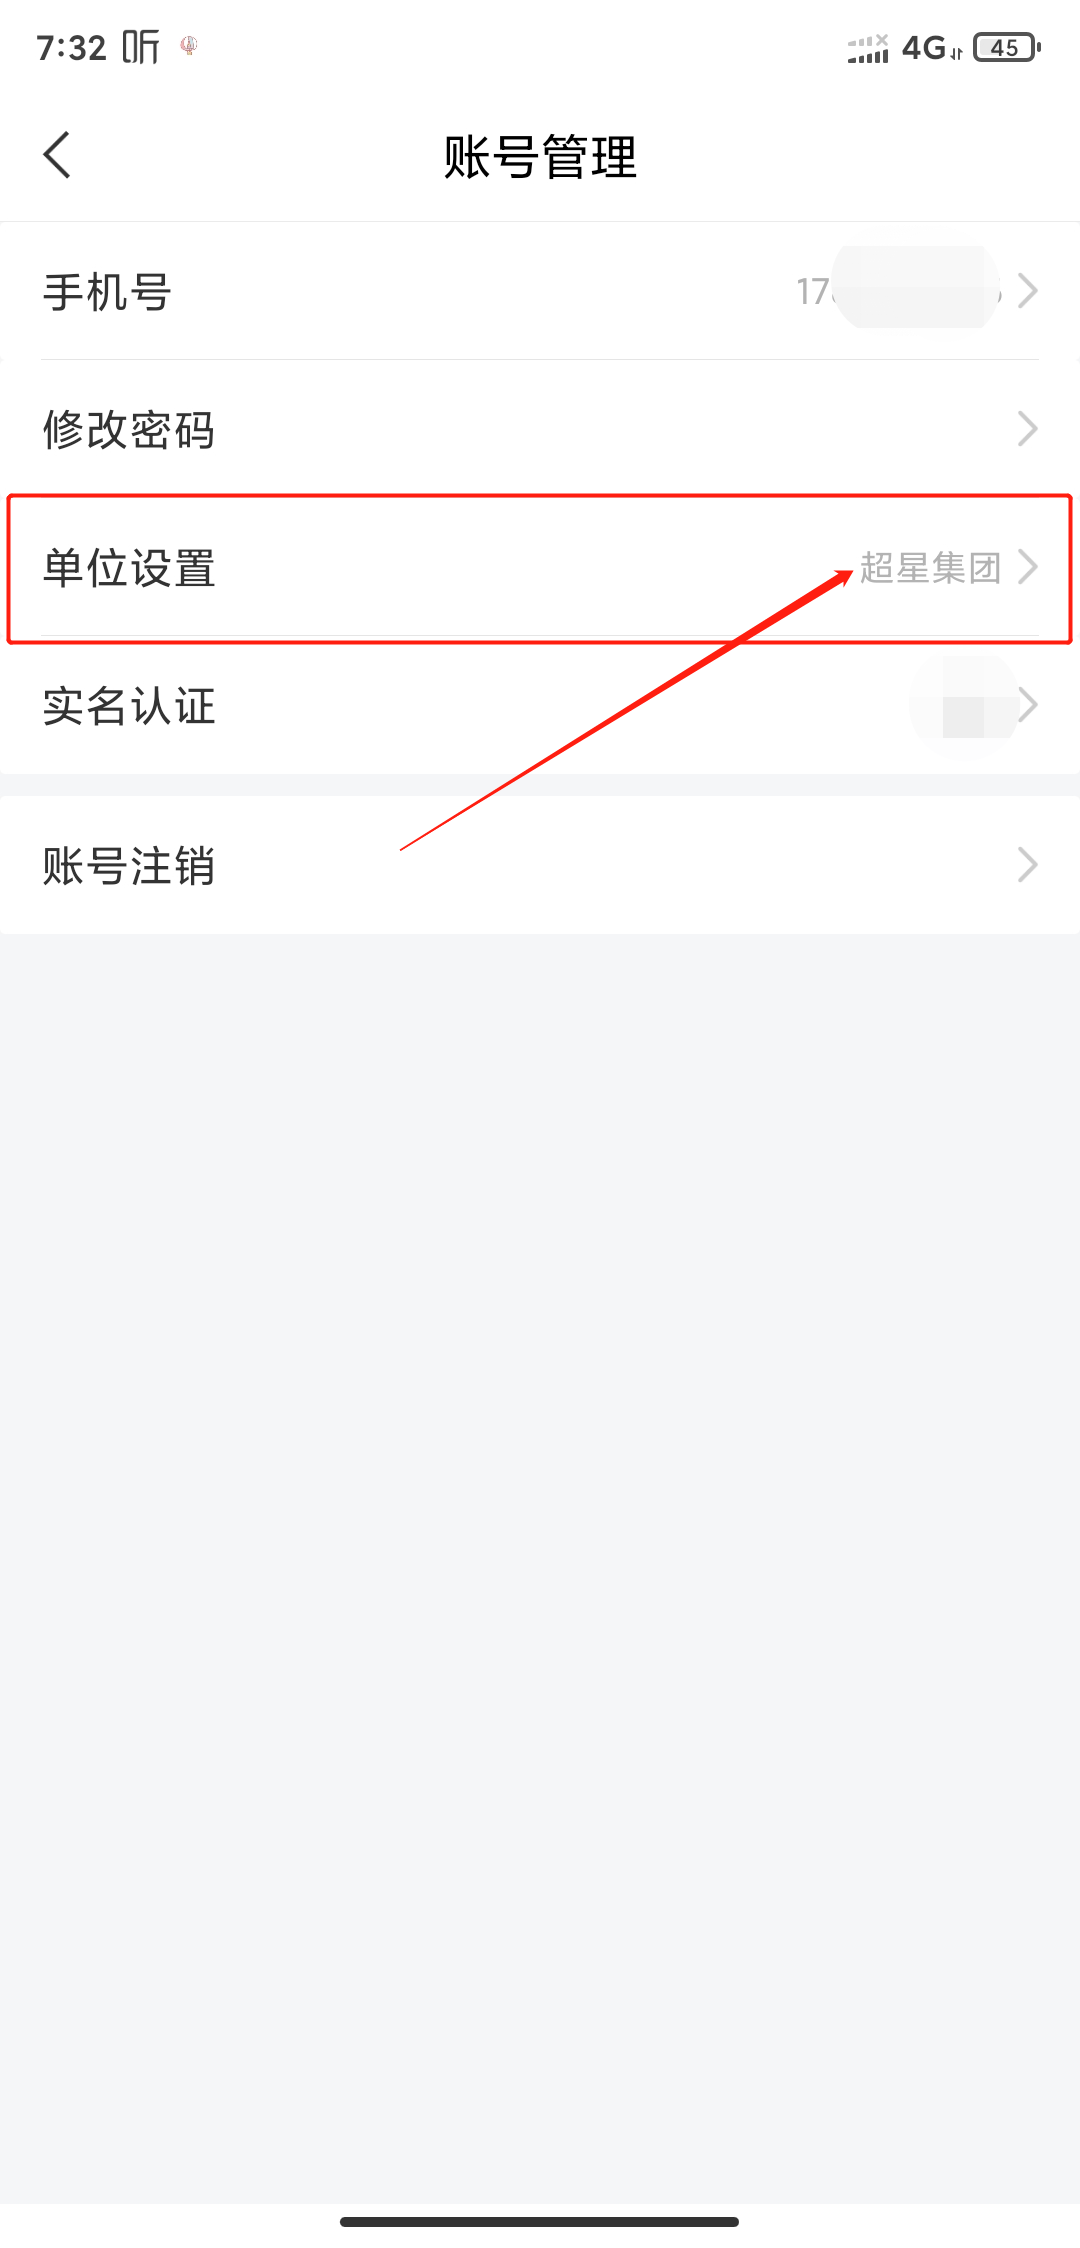 7:32 听 4G 45
账号管理
手机号 17
修改密码
单位设置 超星集团
实名认证
账号注销